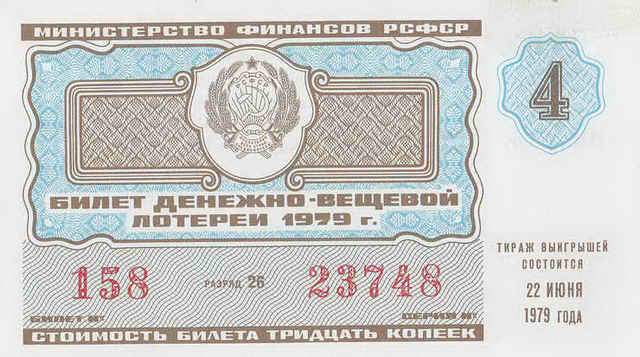 МИНИСТЕРСТВО ФИНАНСОВ РСФСР
РСФСР
4
БИЛЕТ ДЕНЕЖНО-ВЕЩЕВОЙ
ЛОТЕРЕИ 1979 г.
ТИРАЖ ВЫИГРЫШЕЙ
СОСТОИТСЯ
22 ИЮНЯ
1979 ГОДА
158 РАЗРЯД 26 23748
БИЛЕТ № СЕРИЯ №
СТОИМОСТЬ БИЛЕТА ТРИДЦАТЬ КОПЕЕК